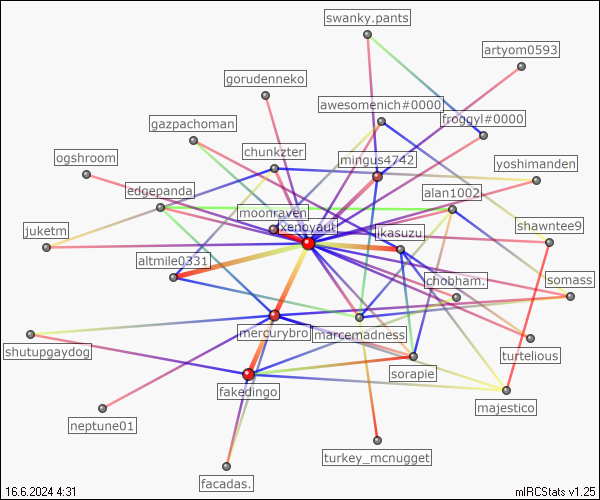 swanky.pants
artyom0593
gorudenneko
awesomenich#0000
froggyl#0000
gazpachoman
chunkzter
mingus4742
ogshroom
yoshimanden
edgepanda
alan1002
moonraven
xenoyaut
shawntee9
juketm
jikasuzu
altmile0331
chobham.
somass
mercurybro
marcemadness
turtelious
shutupgaydog
sorapie
fakedingo
majestico
neptune01
turkey_mcnugget
facadas.
16.6.2024 4:31
mIRCStats v1.25